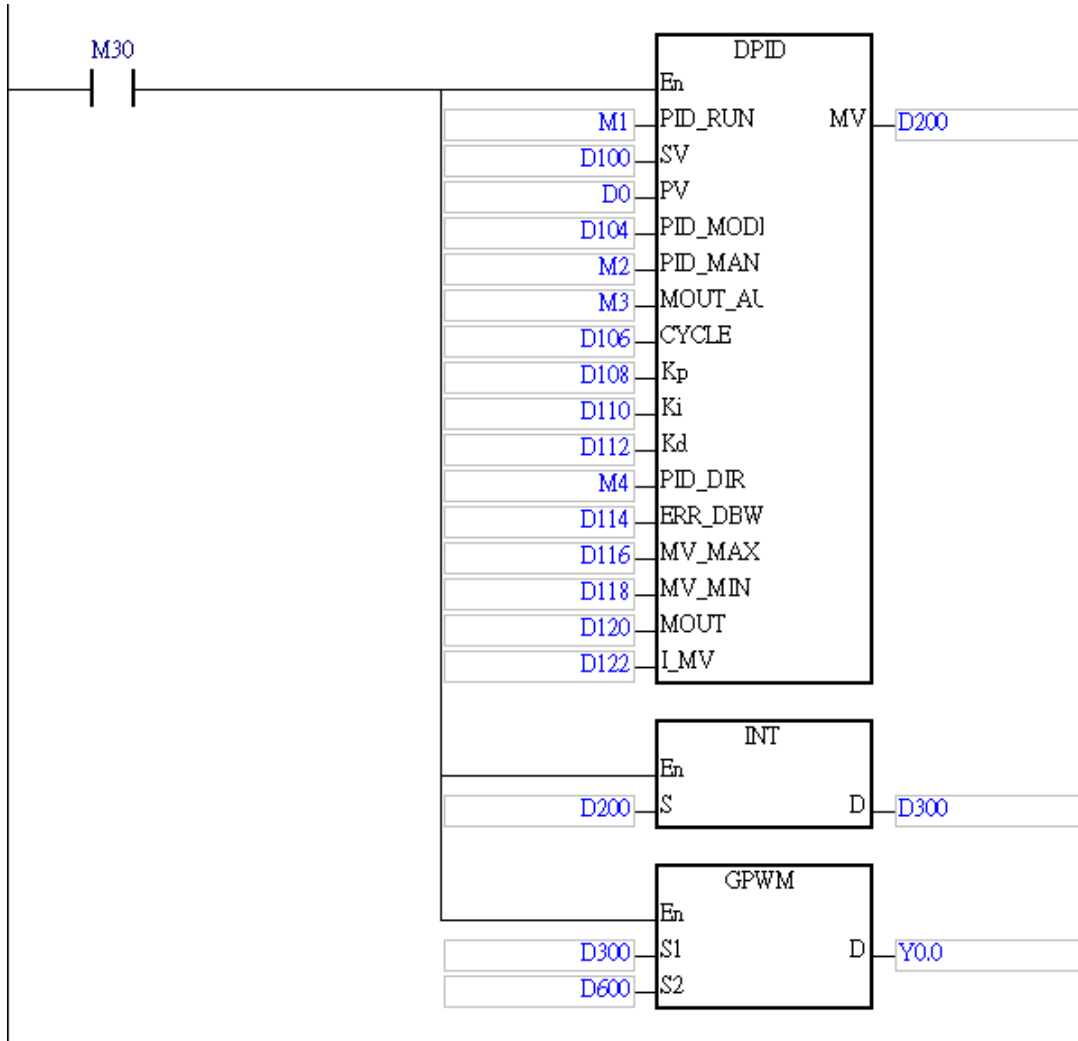 M30
DPID
En
M1 PID_RUN MV D200
D100 SV
D0 PV
D104 PID_MODI
M2 PID_MAN
M3 MOUT_AU
D106 CYCLE
D108 Kp
D110 Ki
D112 Kd
M4 PID_DIR
D114 ERR_DBW
D116 MV_MAX
D118 MV_MIN
D120 MOUT
D122 I_MV
INT
En
D200 S D D300
GPWM
En
D300 S1 D Y0.0
D600 S2